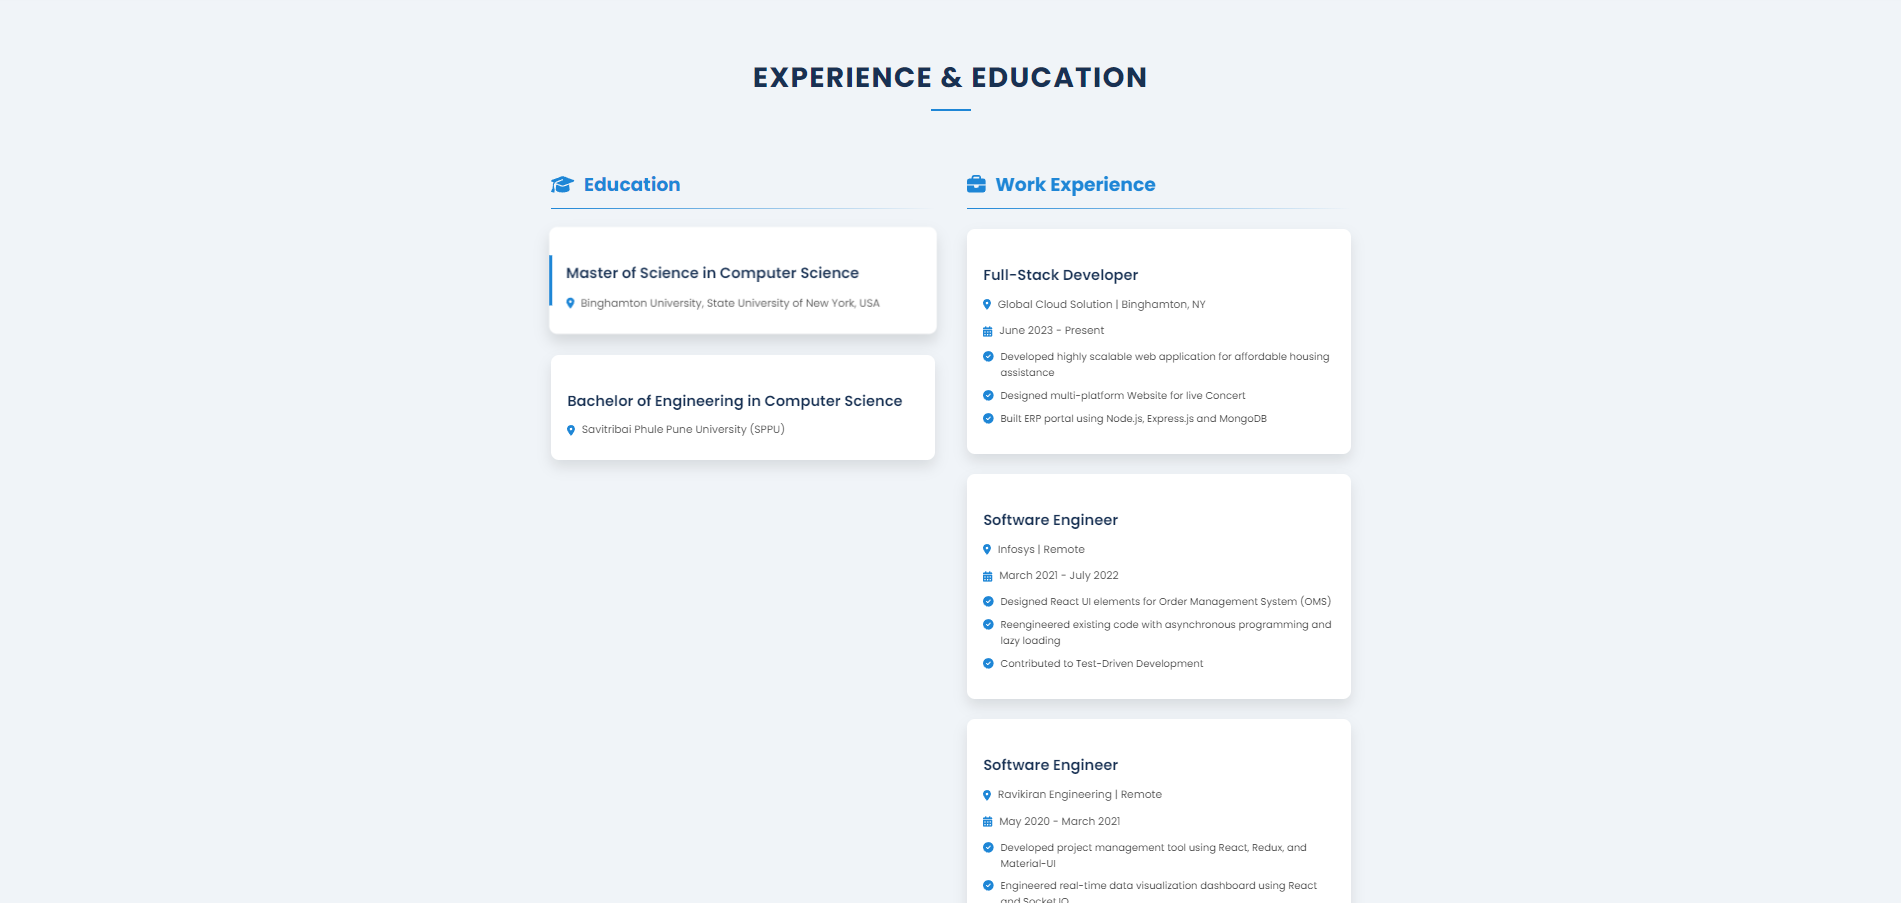 EXPERIENCE & EDUCATION
Education
Master of Science in Computer Science
Binghamton University, State University of New York, USA
Bachelor of Engineering in Computer Science
Savitribai Phule Pune University (SPPU)
Work Experience
Full-Stack Developer
Global Cloud Solution | Binghamton, NY
June 2023 - Present
Developed highly scalable web application for affordable housing
assistance
Designed multi-platform Website for live Concert
Built ERP portal using Node.js, Express.js and MongoDB
Software Engineer
Infosys | Remote
March 2021 - July 2022
Designed React UI elements for Order Management System (OMS)
Reengineered existing code with asynchronous programming and
lazy loading
Contributed to Test-Driven Development
Software Engineer
Ravikiran Engineering | Remote
May 2020 - March 2021
Developed project management tool using React, Redux, and
Material-UI
Engineered real-time data visualization dashboard using React
and Socket.IO